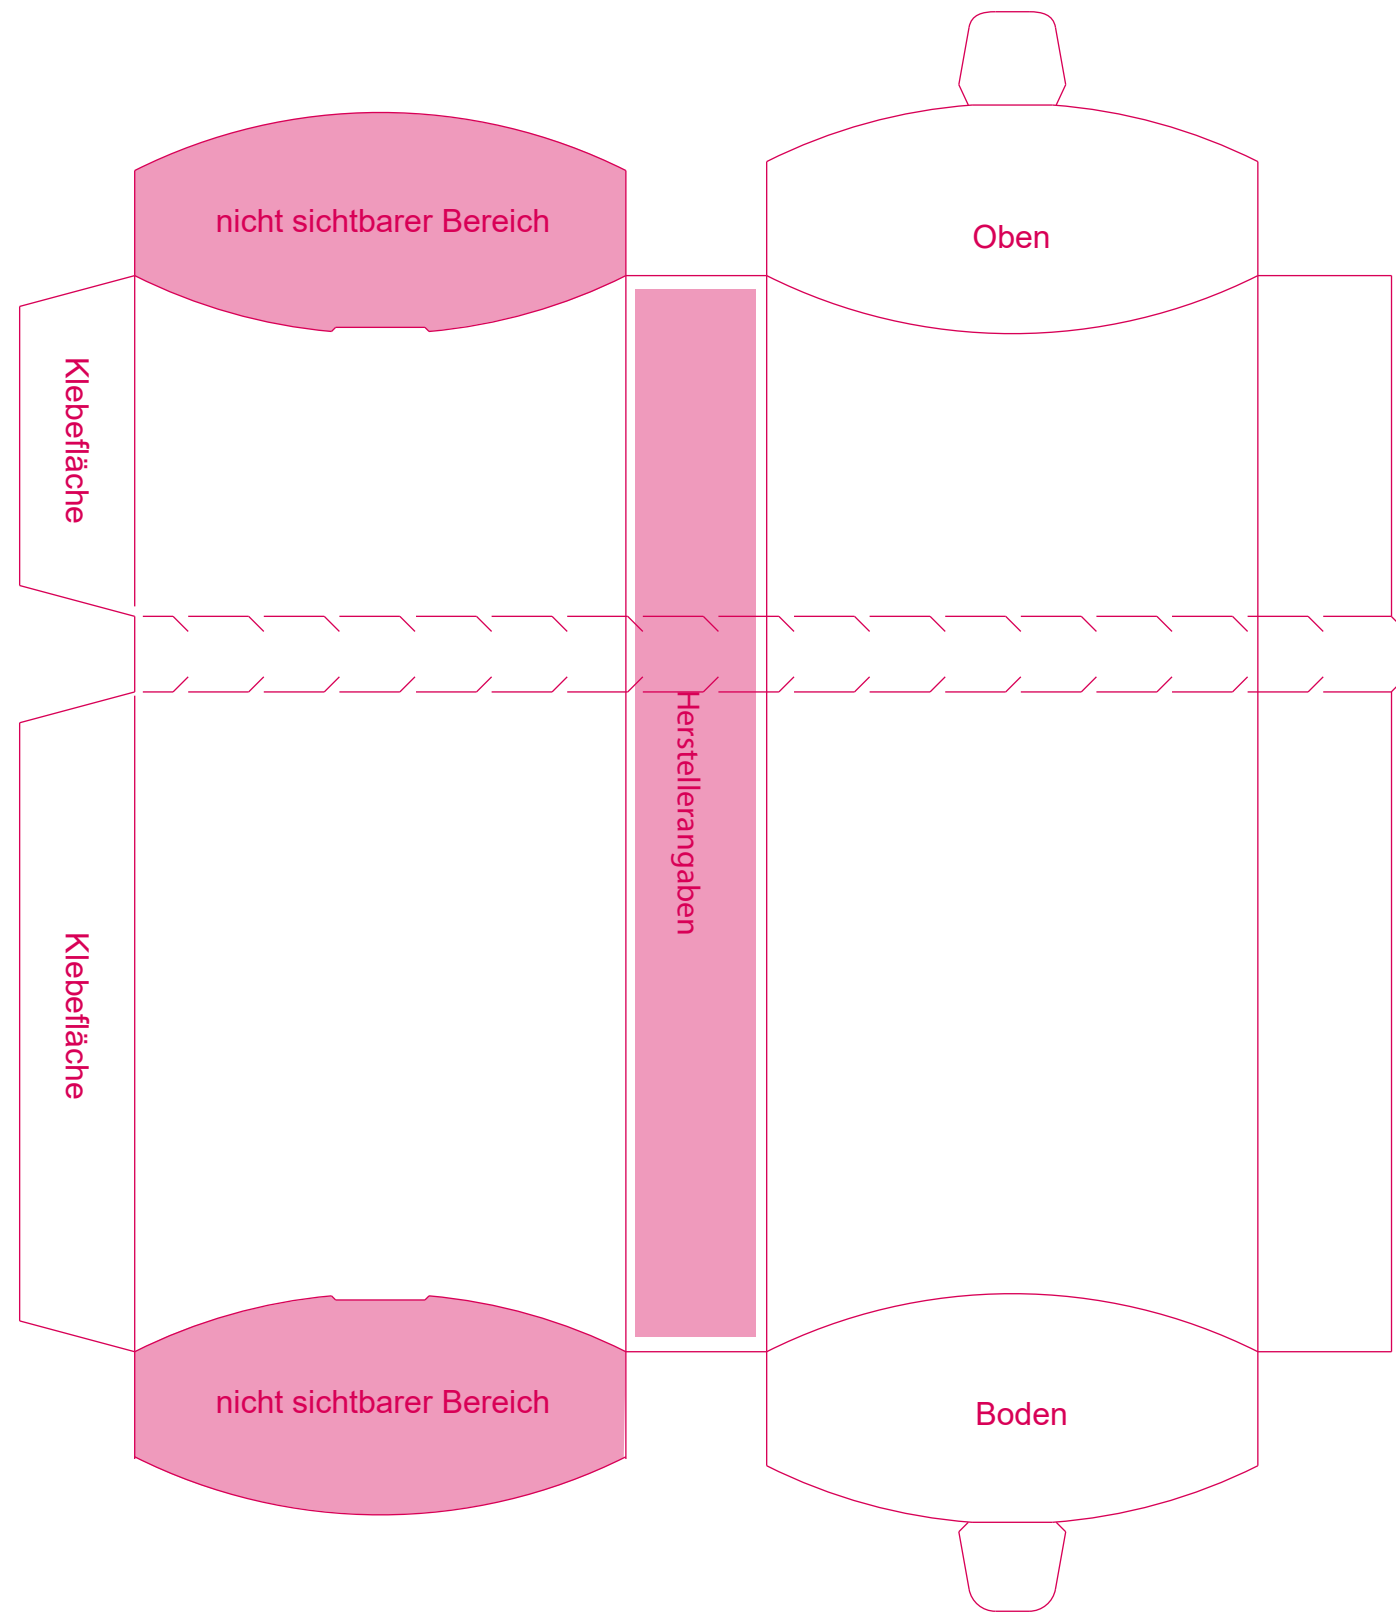 nicht sichtbarer Bereich
Oben
Klebefläche
Herstellerangaben
Klebefläche
nicht sichtbarer Bereich
Boden